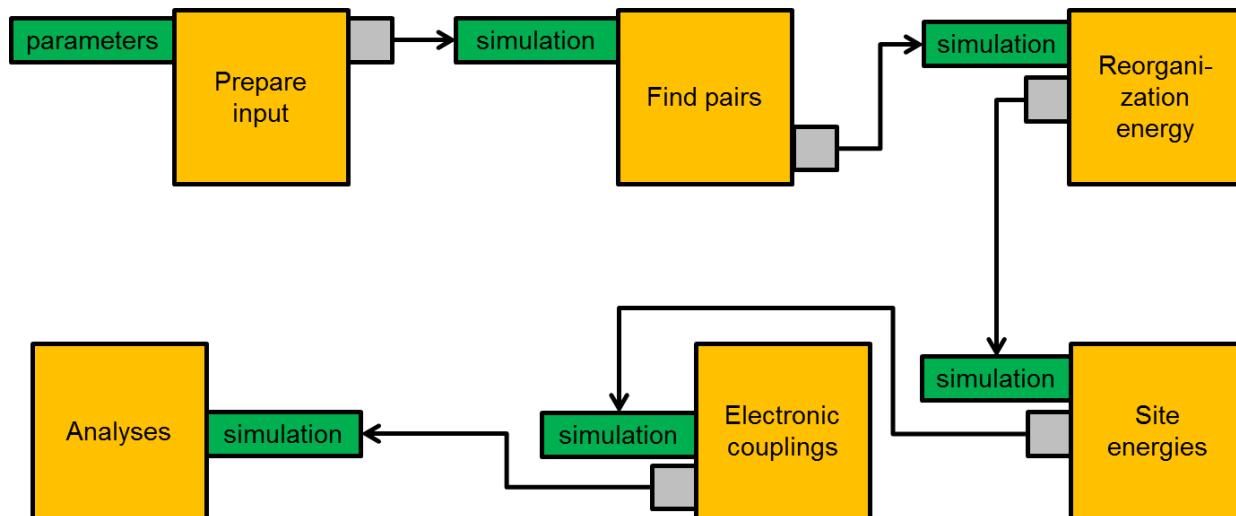 parameters
Prepare
input
simulation
Find pairs
simulation
Reorgani-
zation
energy
Analyses
simulation
simulation
Electronic
couplings
simulation
Site
energies